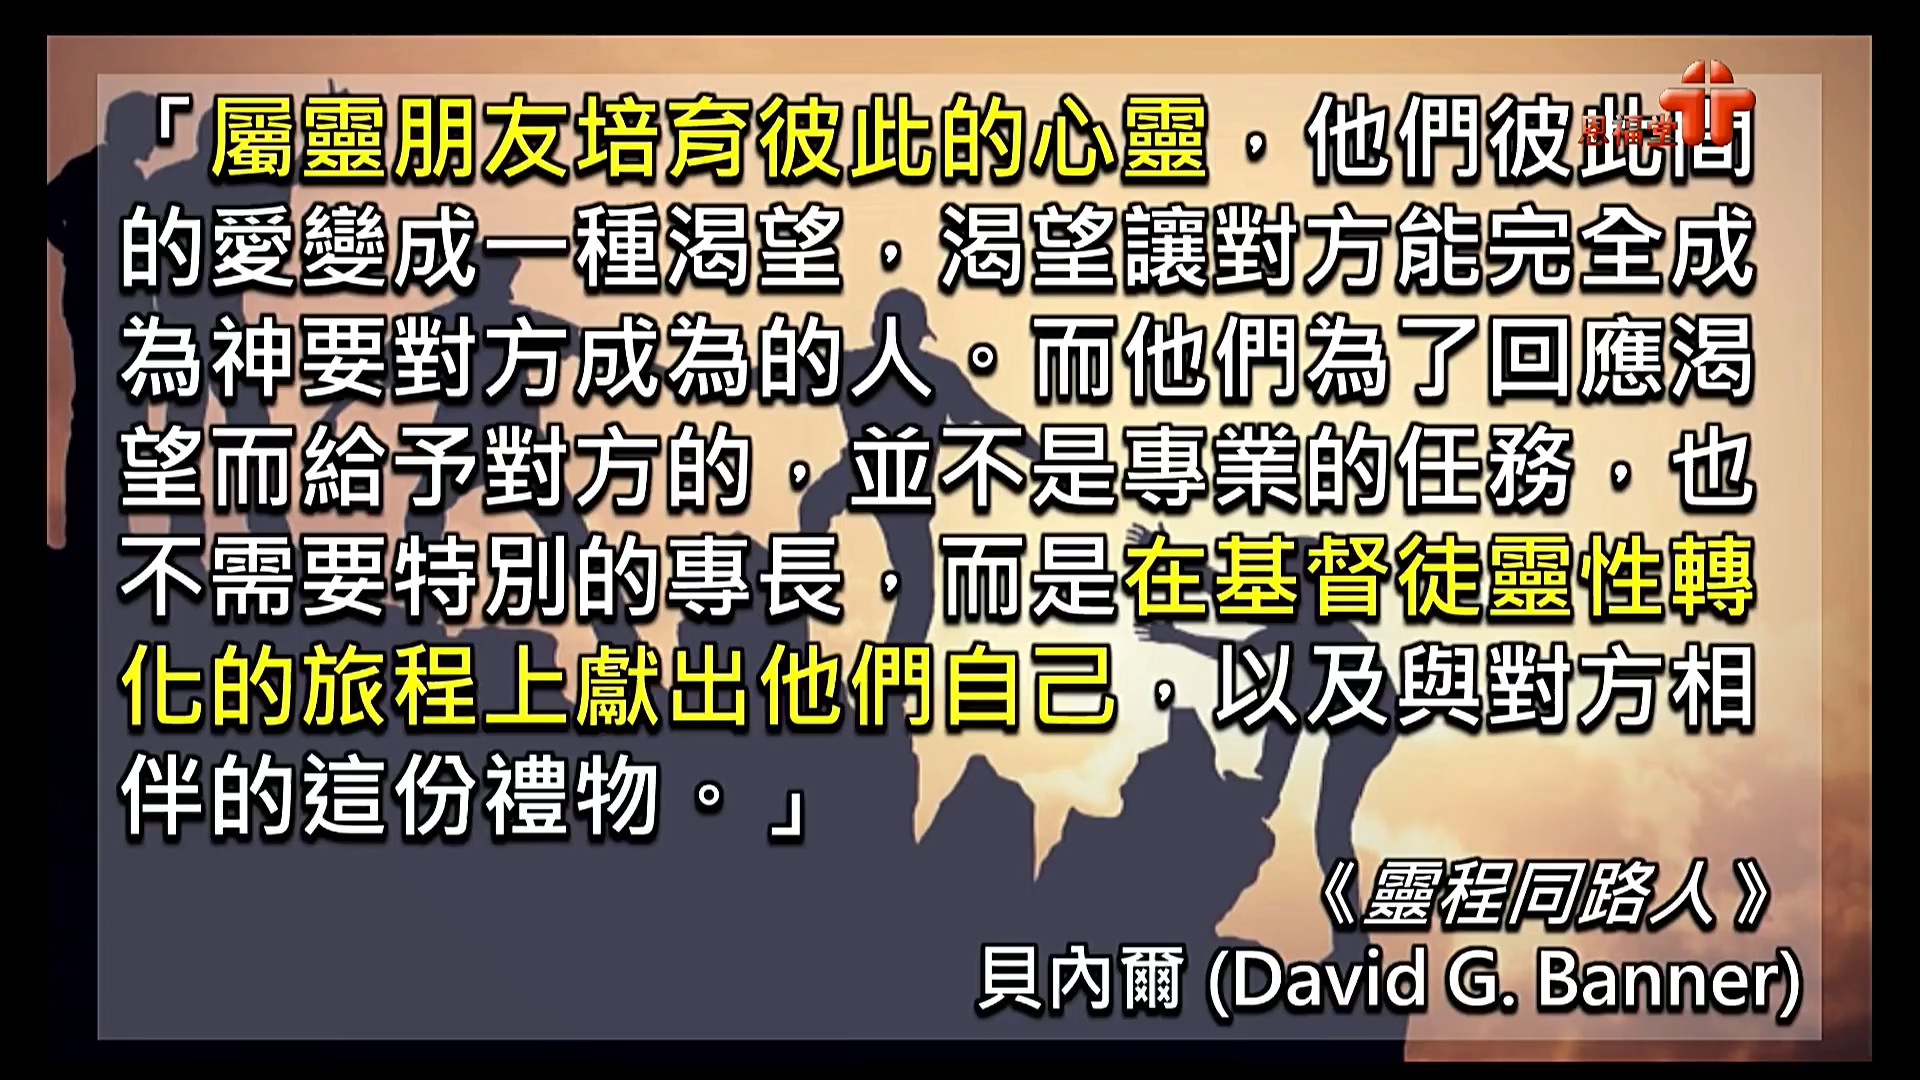 「屬靈朋友培育彼此的心靈，他們彼此間
的愛變成一種渴望，渴望讓對方能完全成
為神要對方成為的人。而他們為了回應渴
望而給予對方的，並不是專業的任務，也
不需要特別的專長，而是在基督徒靈性轉
化的旅程上獻出他們自己，以及與對方相
伴的這份禮物。」
《靈程同路人》
貝內爾 (David G. Banner)
恩福堂